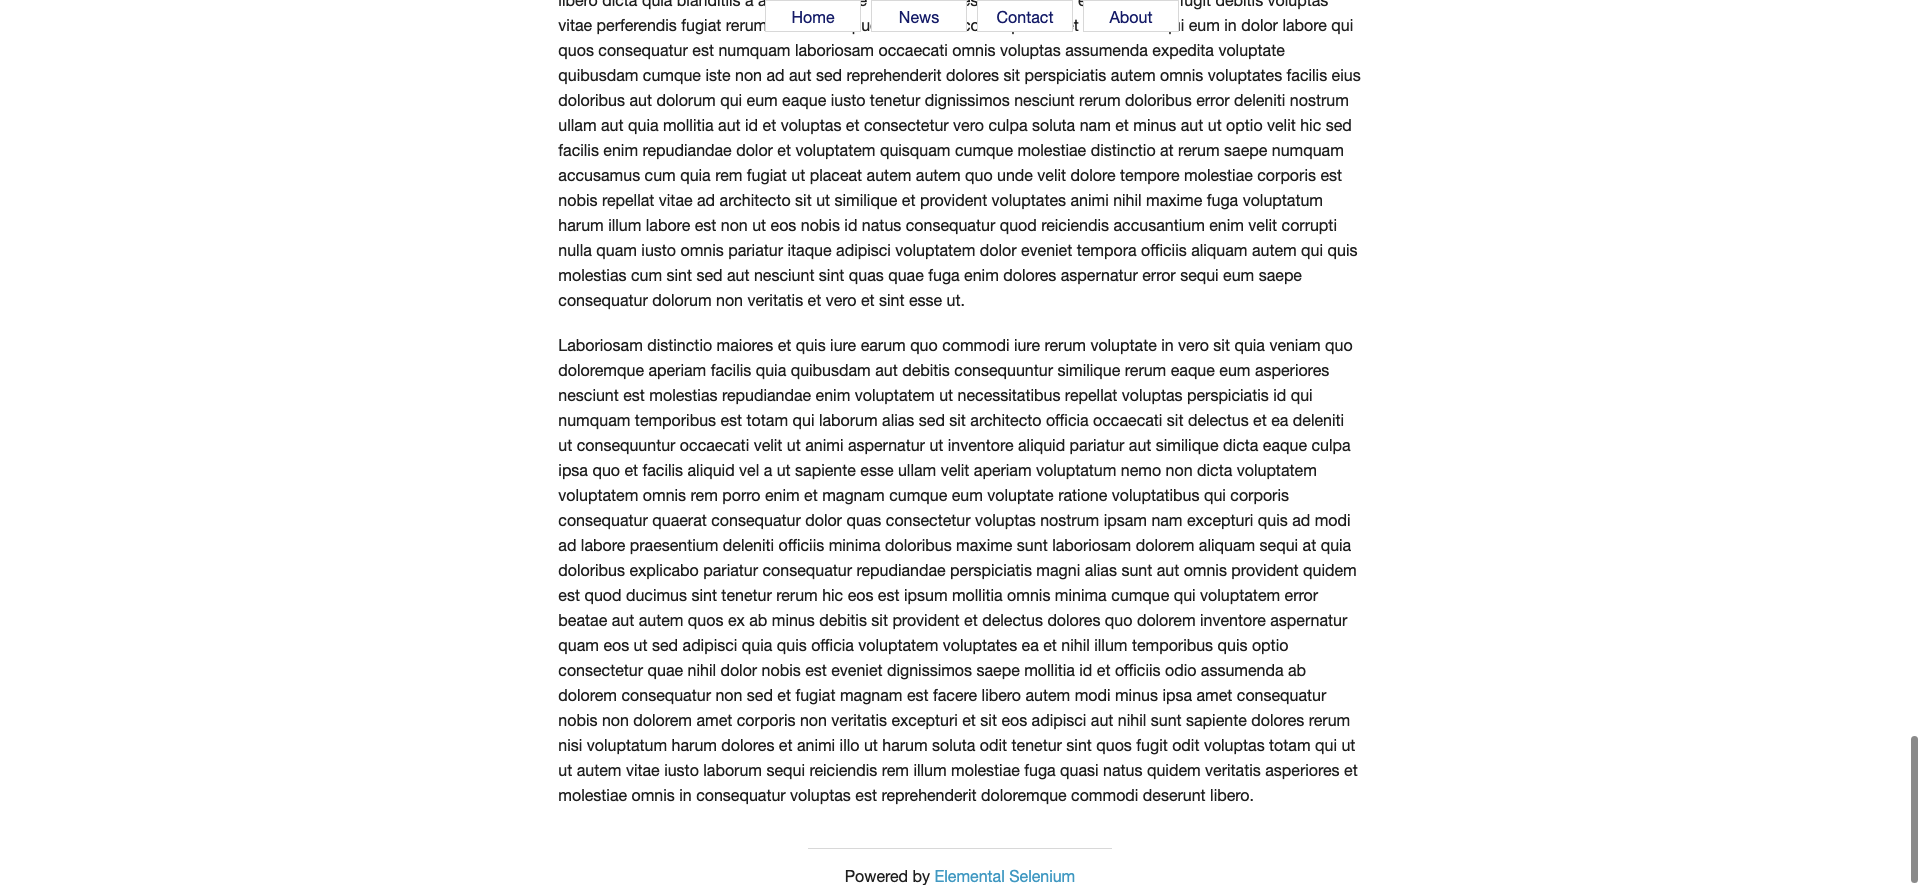 Home News Contact About
libero dicta quia blanditiis a fugit debitis voluptas
vitae perferendis fugiat rerum eum in dolor labore qui
quos consequatur est numquam laboriosam occaecati omnis voluptas assumenda expedita voluptate
quibusdam cumque iste non ad aut sed reprehenderit dolores sit perspiciatis autem omnis voluptates facilis eius
doloribus aut dolorum qui eum eaque iusto tenetur dignissimos nesciunt rerum doloribus error deleniti nostrum
ullam aut quia mollitia aut id et voluptas et consectetur vero culpa soluta nam et minus aut ut optio velit hic sed
facilis enim repudiandae dolor et voluptatem quisquam cumque molestiae distinctio at rerum saepe numquam
accusamus cum quia rem fugiat ut placeat autem autem quo unde velit dolore tempore molestiae corporis est
nobis repellat vitae ad architecto sit ut similique et provident voluptates animi nihil maxime fuga voluptatum
harum illum labore est non ut eos nobis id natus consequatur quod reiciendis accusantium enim velit corrupti
nulla quam iusto omnis pariatur itaque adipisci voluptatem dolor eveniet tempora officiis aliquam autem qui quis
molestias cum sint sed aut nesciunt sint quas quae fuga enim dolores aspernatur error sequi eum saepe
consequatur dolorum non veritatis et vero et sint esse ut.
Laboriosam distinctio maiores et quis iure earum quo commodi iure rerum voluptate in vero sit quia veniam quo
doloremque aperiam facilis quia quibusdam aut debitis consequuntur similique rerum eaque eum asperiores
nesciunt est molestias repudiandae enim voluptatem ut necessitatibus repellat voluptas perspiciatis id qui
numquam temporibus est totam qui laborum alias sed sit architecto officia occaecati sit delectus et ea deleniti
ut consequuntur occaecati velit ut animi aspernatur ut inventore aliquid pariatur aut similique dicta eaque culpa
ipsa quo et facilis aliquid vel a ut sapiente esse ullam velit aperiam voluptatum nemo non dicta voluptatem
voluptatem omnis rem porro enim et magnam cumque eum voluptate ratione voluptatibus qui corporis
consequatur quaerat consequatur dolor quas consectetur voluptas nostrum ipsam nam excepturi quis ad modi
ad labore praesentium deleniti officiis minima doloribus maxime sunt laboriosam dolorem aliquam sequi at quia
doloribus explicabo pariatur consequatur repudiandae perspiciatis magni alias sunt aut omnis provident quidem
est quod ducimus sint tenetur rerum hic eos est ipsum mollitia omnis minima cumque qui voluptatem error
beatae aut autem quos ex ab minus debitis sit provident et delectus dolores quo dolorem inventore aspernatur
quam eos ut sed adipisci quia quis officia voluptatem voluptates ea et nihil illum temporibus quis optio
consectetur quae nihil dolor nobis est eveniet dignissimos saepe mollitia id et officiis odio assumenda ab
dolorem consequatur non sed et fugiat magnam est facere libero autem modi minus ipsa amet consequatur
nobis non dolorem amet corporis non veritatis excepturi et sit eos adipisci aut nihil sunt sapiente dolores rerum
nisi voluptatum harum dolores et animi illo ut harum soluta odit tenetur sint quos fugit odit voluptas totam qui ut
ut autem vitae iusto laborum sequi reiciendis rem illum molestiae fuga quasi natus quidem veritatis asperiores et
molestiae omnis in consequatur voluptas est reprehenderit doloremque commodi deserunt libero.
Powered by Elemental Selenium